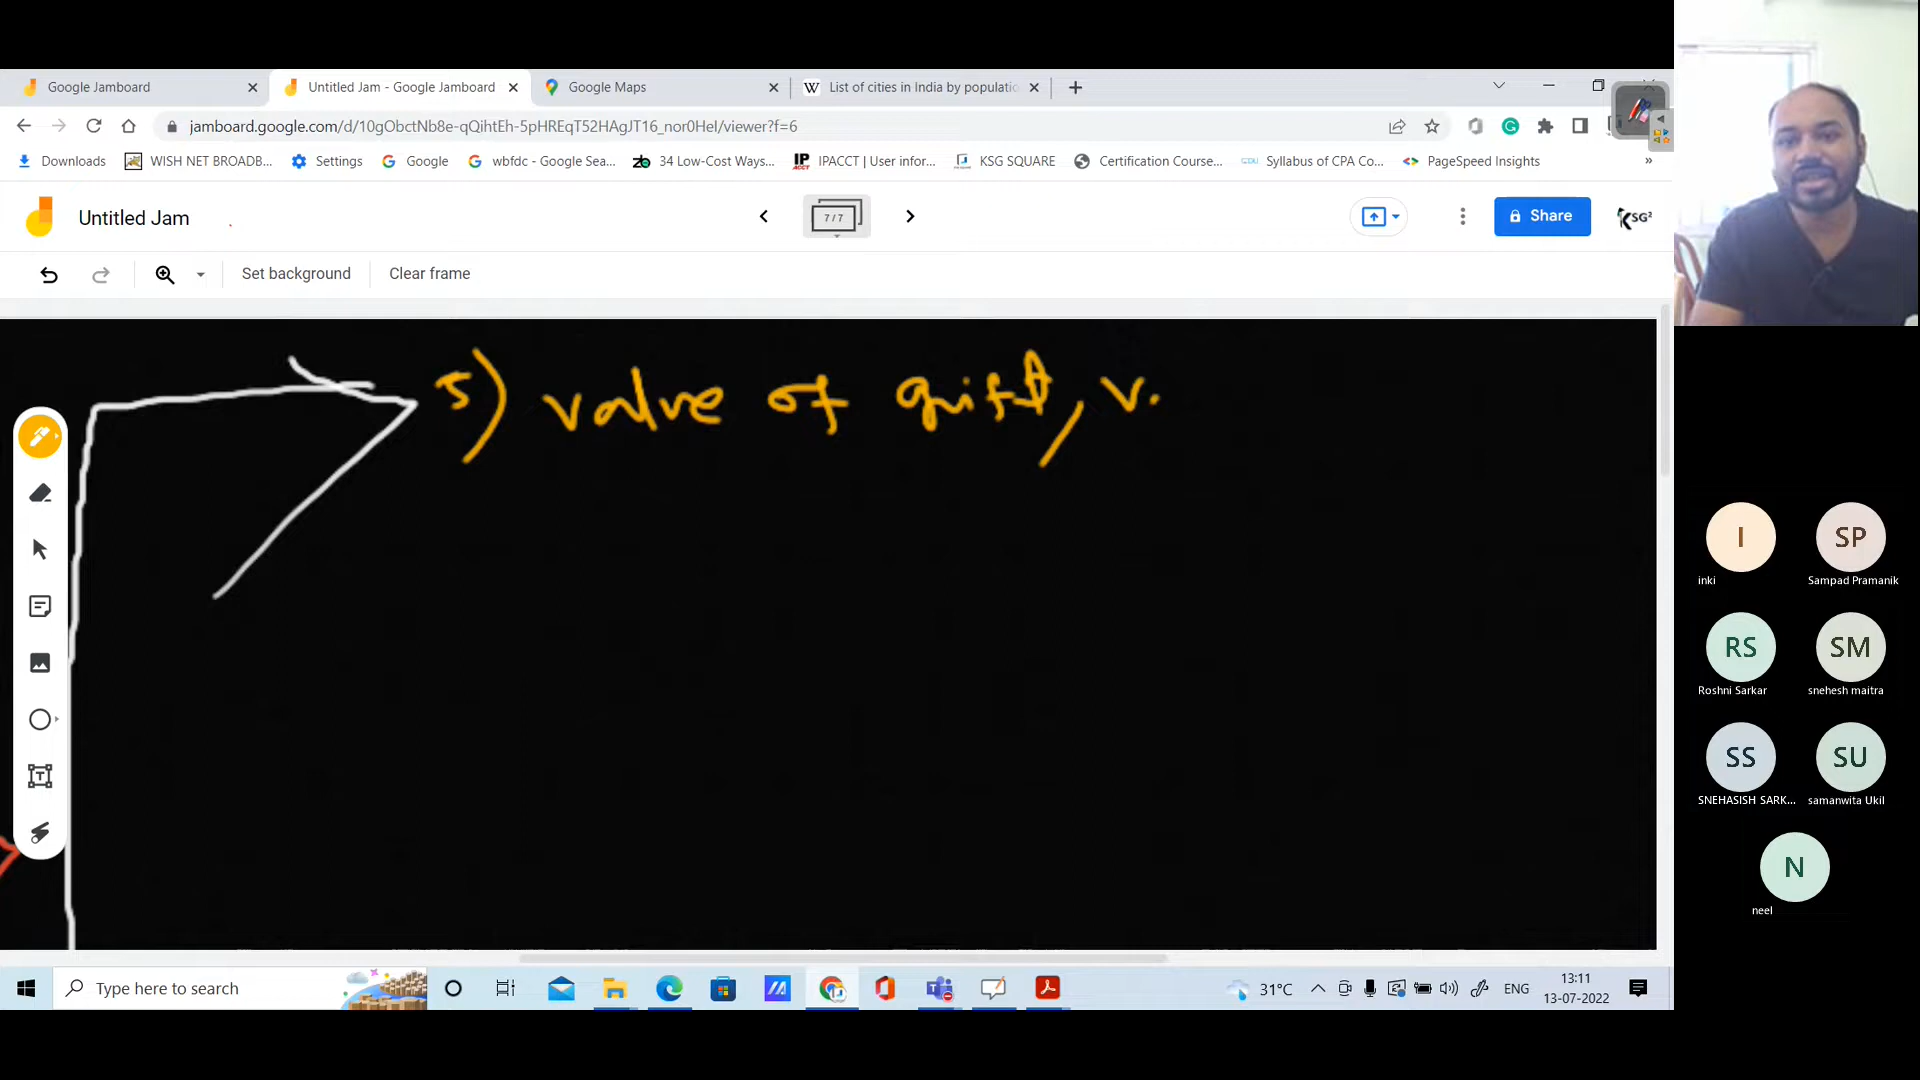 Google Jamboard
Untitled Jam - Google Jamboard
Google Maps
List of cities in India by populatio
jamboard.google.com/d/10gObctNb8e-qQihtEh-5pHREqT52HAgJT16_nor0HeI/viewer?f=6
Downloads
WISH NET BROADB...
Settings
Google
wbfdc - Google Sea...
34 Low-Cost Ways...
IPACCT | User infor...
KSG SQUARE
Certification Course...
Syllabus of CPA Co...
PageSpeed Insights
»
Untitled Jam
7 / 7
Share
KSG²
Set background
Clear frame
5) value of gift, v.
I
inki
SP
Sampad Pramanik
RS
Roshni Sarkar
SM
snehesh maitra
SS
SNEHASISH SARK...
SU
samanwita Ukil
N
neel
Type here to search
31°C
ENG
13:11
13-07-2022